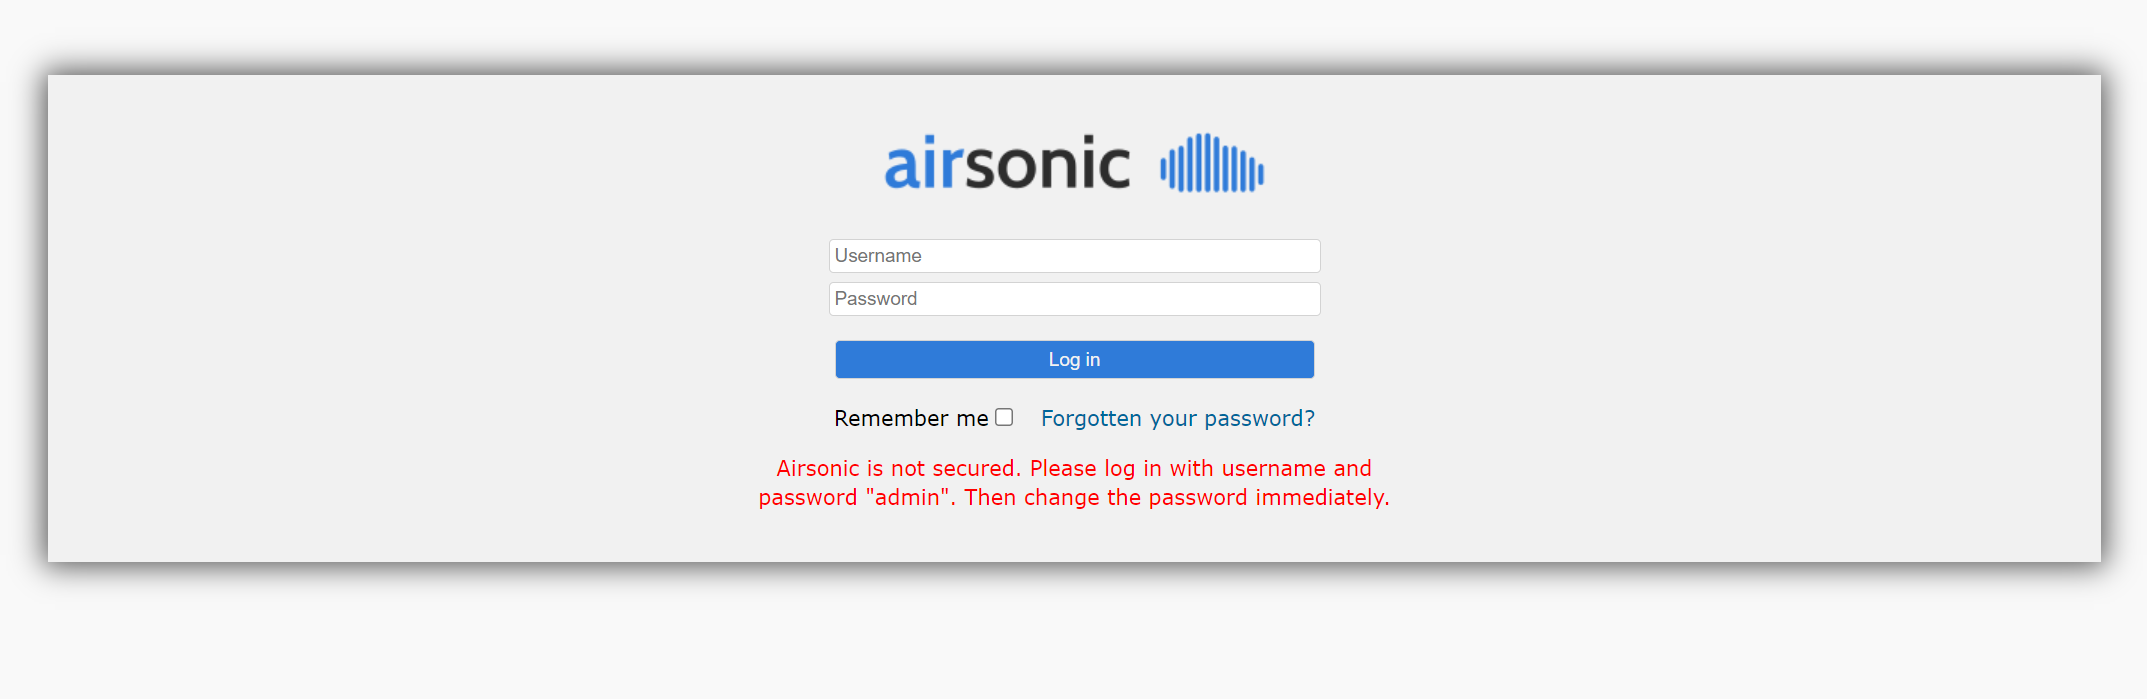 airsonic
Username
Password
Log in
Remember me Forgotten your password?
Airsonic is not secured. Please log in with username and
password "admin". Then change the password immediately.